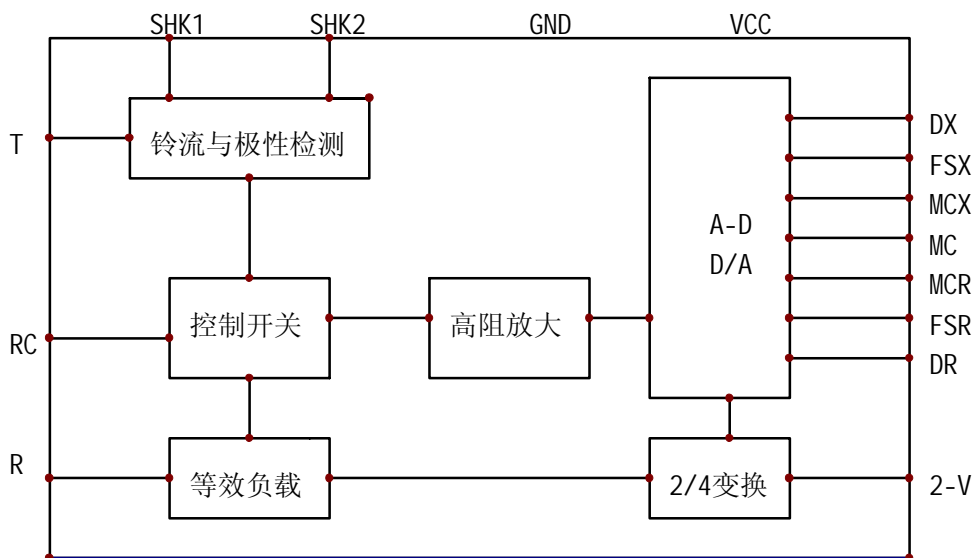 SHK1 SHK2 GND VCC
T
铃流与极性检测
DX
FSX
MCX
MC
MCR
FSR
DR
A-D
D/A
RC
控制开关
高阻放大
R
等效负载
2/4变换
2-V